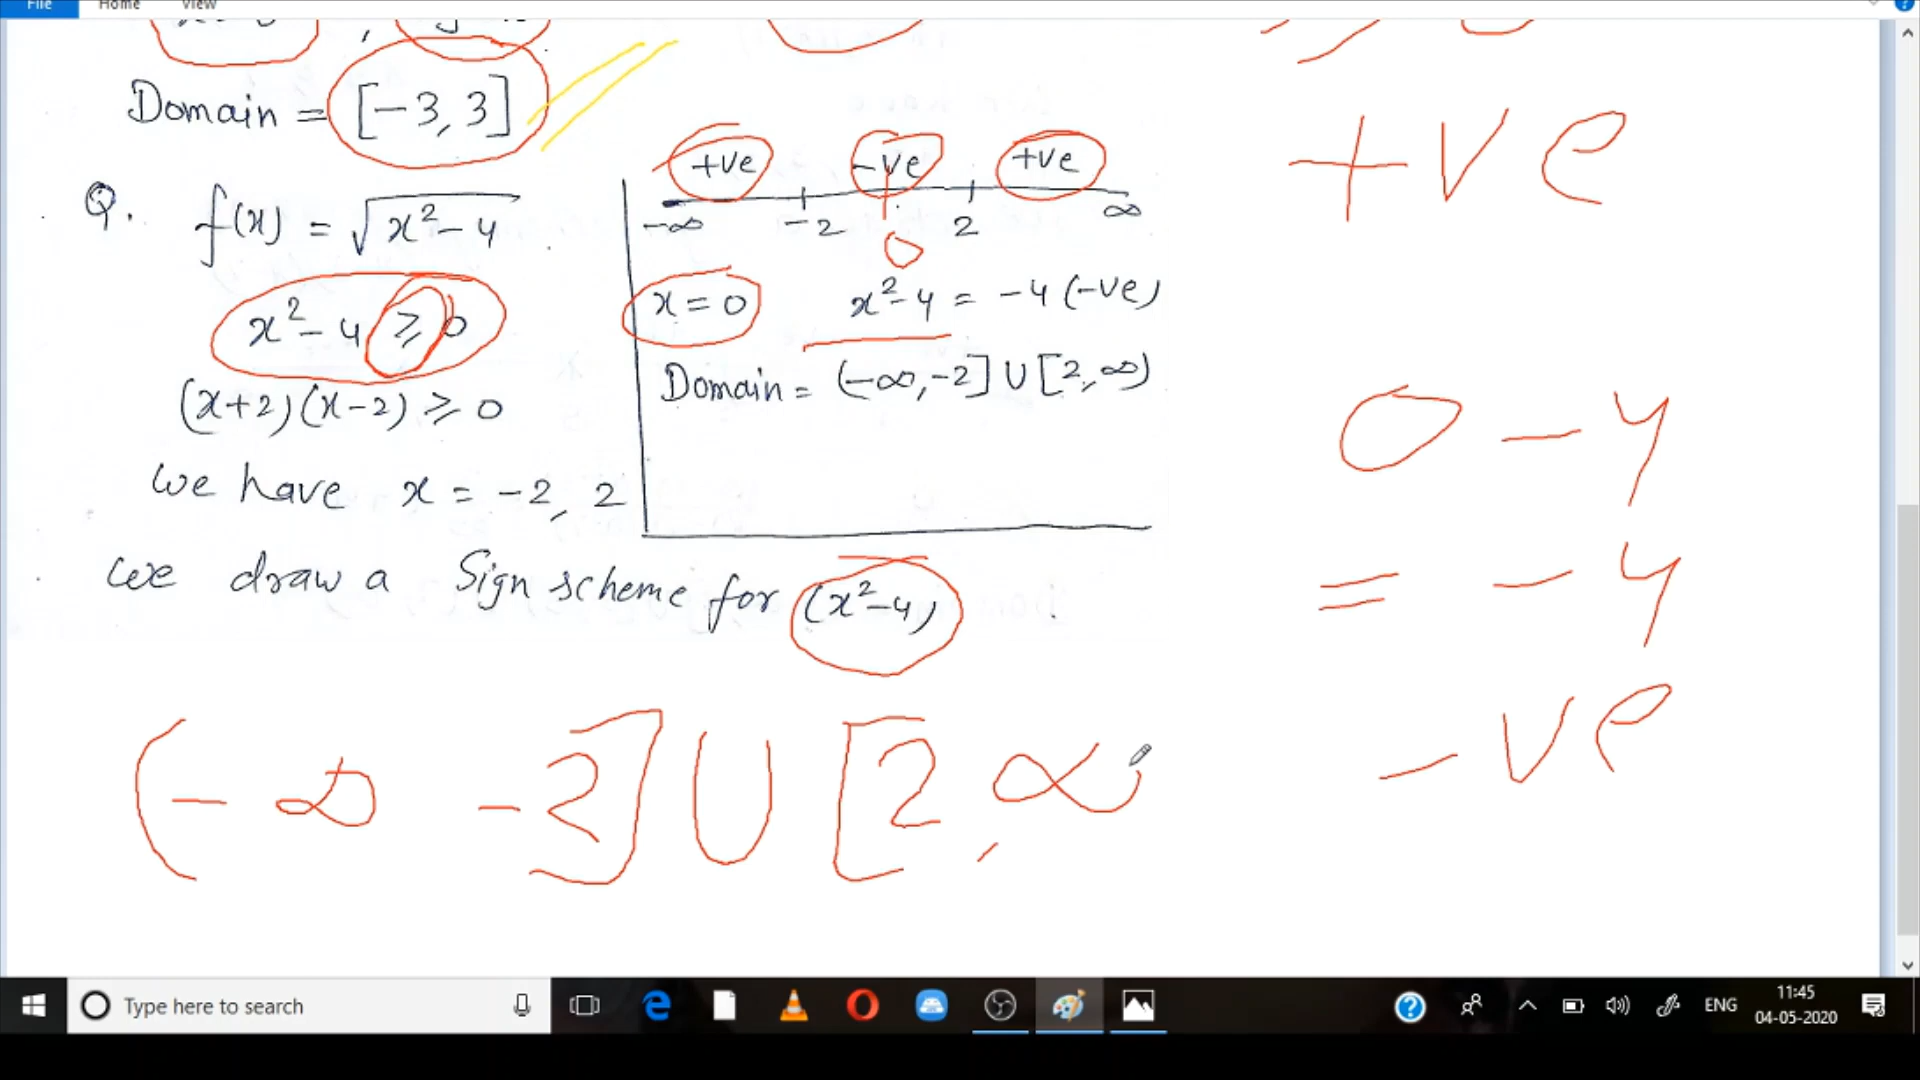 File Home View
Domain = [-3, 3]
Q. f(x) = √x²-4
x²-4 ≥ 0
(x+2)(x-2) ≥ 0
We have x = -2, 2
We draw a Sign scheme for (x²-4)
+ve -ve +ve
-∞ -2 2 ∞
0
x=0 x²-4 = -4 (-ve)
Domain = (-∞,-2] U [2,∞)
(-∞ -2] U [2, ∞
+ve
0-4
= -4
-ve
Type here to search
ENG
11:45
04-05-2020